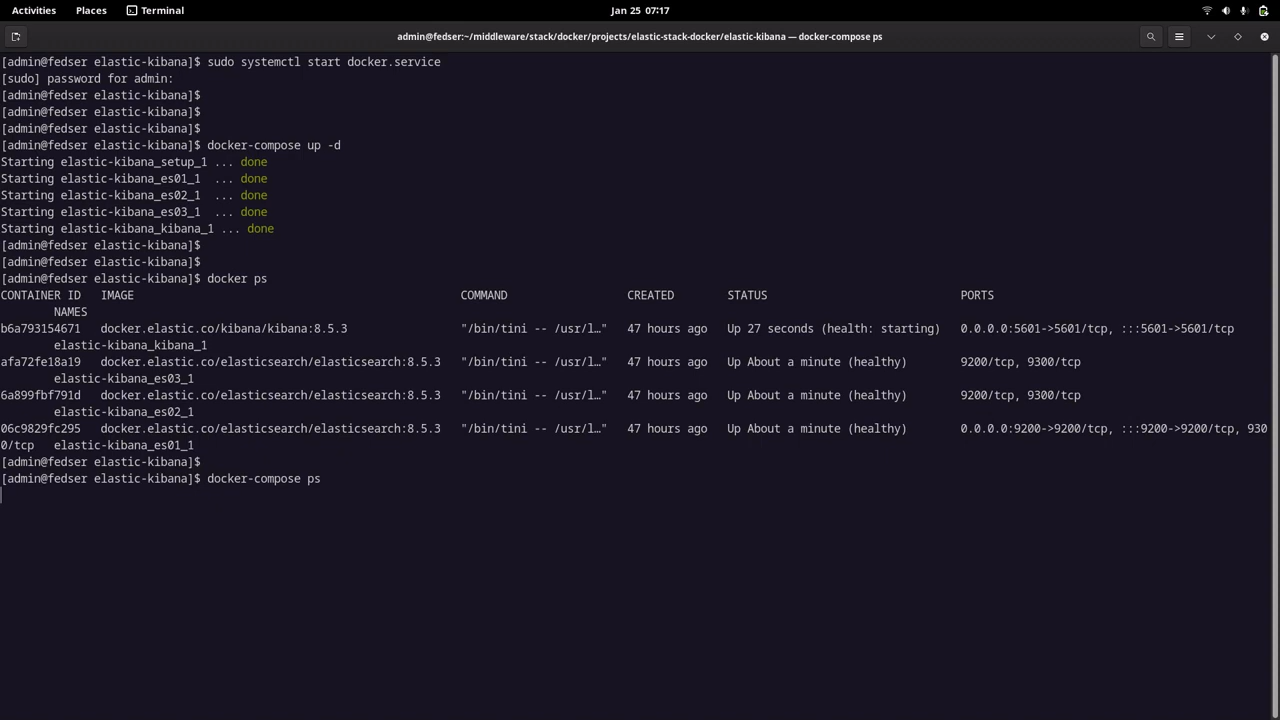 Activities Places Terminal Jan 25 07:17
admin@fedser:~/middleware/stack/docker/projects/elastic-stack-docker/elastic-kibana — docker-compose ps
[admin@fedser elastic-kibana]$ sudo systemctl start docker.service
[sudo] password for admin:
[admin@fedser elastic-kibana]$
[admin@fedser elastic-kibana]$
[admin@fedser elastic-kibana]$
[admin@fedser elastic-kibana]$ docker-compose up -d
Starting elastic-kibana_setup_1 ... done
Starting elastic-kibana_es01_1  ... done
Starting elastic-kibana_es02_1  ... done
Starting elastic-kibana_es03_1  ... done
Starting elastic-kibana_kibana_1 ... done
[admin@fedser elastic-kibana]$
[admin@fedser elastic-kibana]$
[admin@fedser elastic-kibana]$ docker ps
CONTAINER ID   IMAGE                                                 COMMAND                  CREATED        STATUS                             PORTS
        NAMES
b6a793154671   docker.elastic.co/kibana/kibana:8.5.3                 "/bin/tini -- /usr/l…"   47 hours ago   Up 27 seconds (health: starting)   0.0.0.0:5601->5601/tcp, :::5601->5601/tcp
        elastic-kibana_kibana_1
afa72fe18a19   docker.elastic.co/elasticsearch/elasticsearch:8.5.3   "/bin/tini -- /usr/l…"   47 hours ago   Up About a minute (healthy)        9200/tcp, 9300/tcp
        elastic-kibana_es03_1
6a899fbf791d   docker.elastic.co/elasticsearch/elasticsearch:8.5.3   "/bin/tini -- /usr/l…"   47 hours ago   Up About a minute (healthy)        9200/tcp, 9300/tcp
        elastic-kibana_es02_1
06c9829fc295   docker.elastic.co/elasticsearch/elasticsearch:8.5.3   "/bin/tini -- /usr/l…"   47 hours ago   Up About a minute (healthy)        0.0.0.0:9200->9200/tcp, :::9200->9200/tcp, 930
0/tcp   elastic-kibana_es01_1
[admin@fedser elastic-kibana]$
[admin@fedser elastic-kibana]$ docker-compose ps